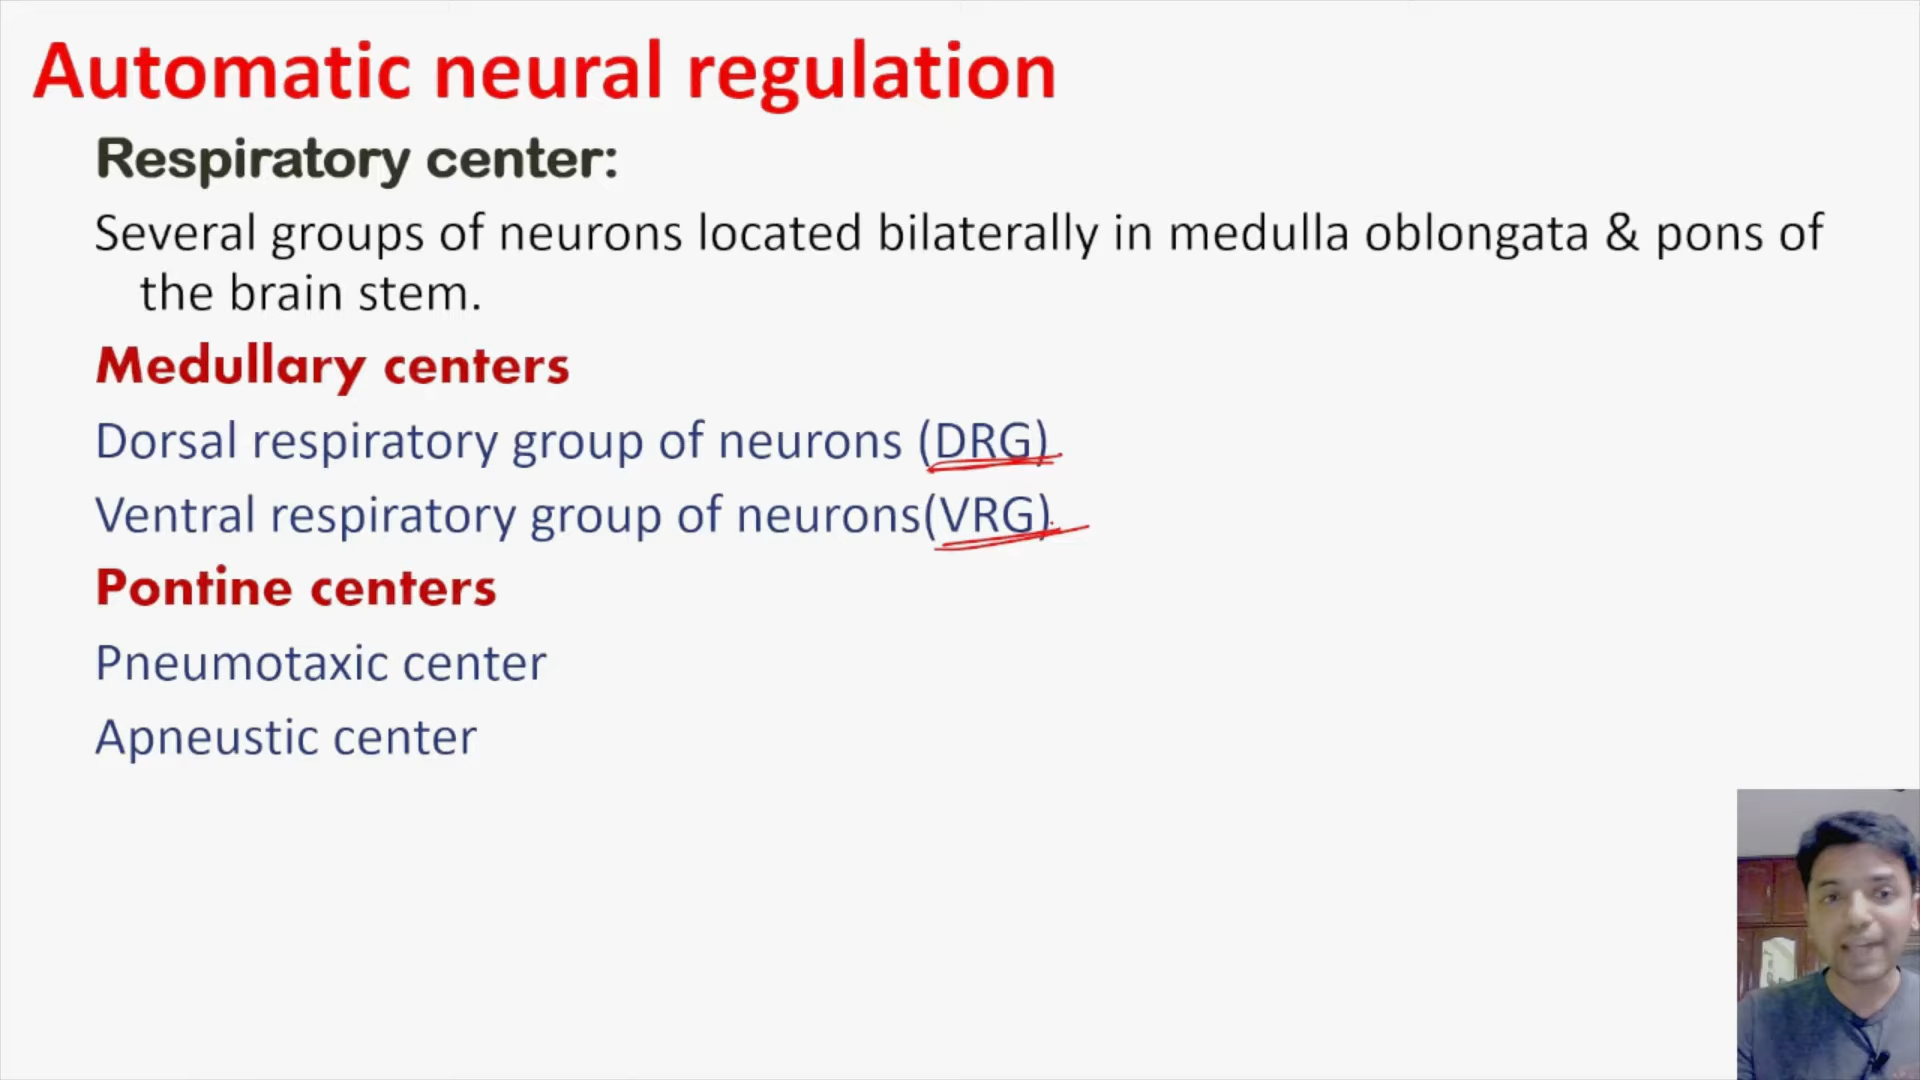 Automatic neural regulation
Respiratory center:
Several groups of neurons located bilaterally in medulla oblongata & pons of
the brain stem.
Medullary centers
Dorsal respiratory group of neurons (DRG)
Ventral respiratory group of neurons(VRG)
Pontine centers
Pneumotaxic center
Apneustic center